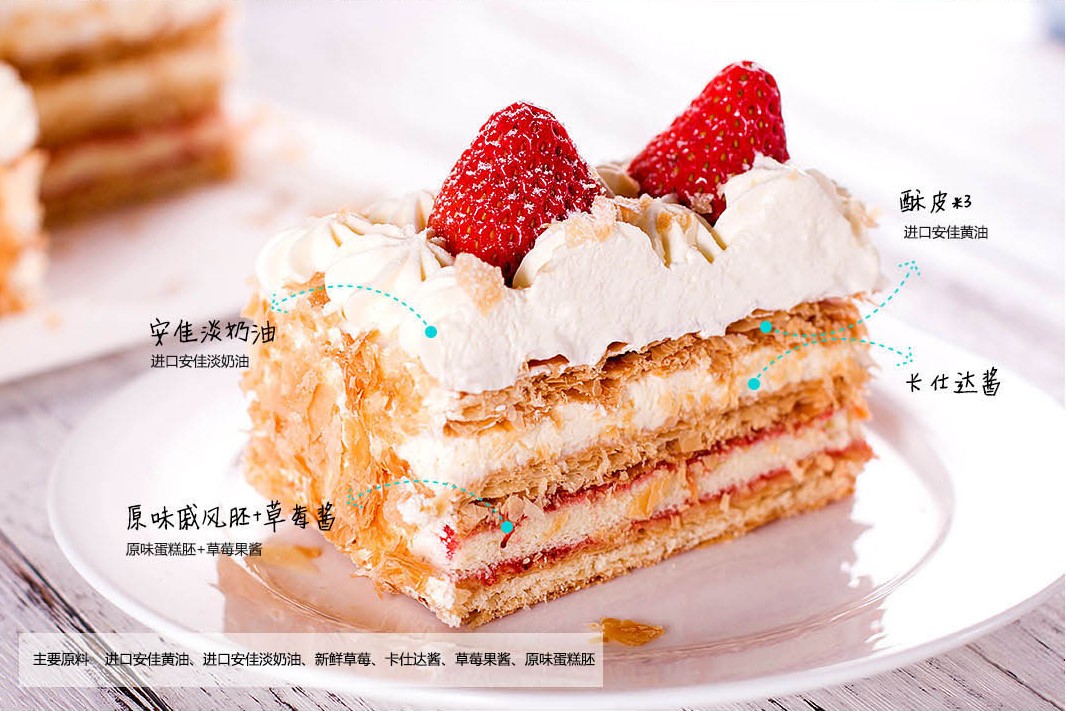 酥皮*3
进口安佳黄油
安佳淡奶油
进口安佳淡奶油
卡仕达酱
原味戚风胚+草莓酱
原味蛋糕胚+草莓果酱
主要原料 进口安佳黄油、进口安佳淡奶油、新鲜草莓、卡仕达酱、草莓果酱、原味蛋糕胚